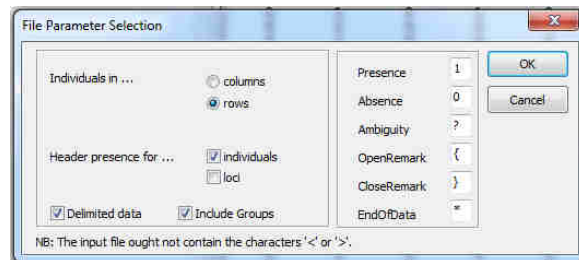 File Parameter Selection
Individuals in ...
columns
rows
Header presence for ...
individuals
loci
Delimited data
Include Groups
Presence 1
Absence 0
Ambiguity ?
OpenRemark {
CloseRemark }
EndOfData *
OK
Cancel
NB: The input file ought not contain the characters '<' or '>'.